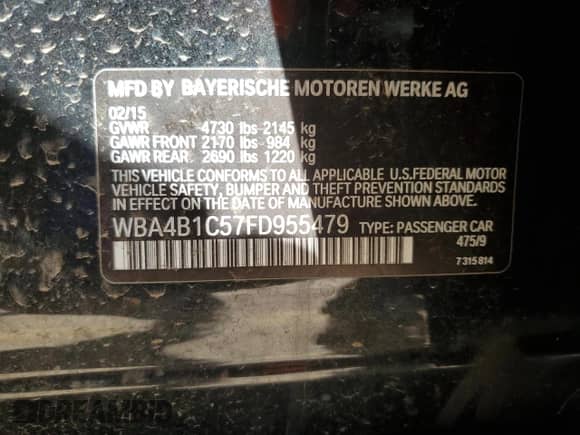 MFD BY BAYERISCHE MOTOREN WERKE AG
02/15
GVWR 4730 lbs 2145 kg
GAWR FRONT 2170 lbs 984 kg
GAWR REAR 2690 lbs 1220 kg
THIS VEHICLE CONFORMS TO ALL APPLICABLE U.S.FEDERAL MOTOR
VEHICLE SAFETY, BUMPER, AND THEFT PREVENTION STANDARDS
IN EFFECT ON THE DATE OF MANUFACTURE SHOWN ABOVE.
WBA4B1C57FD955479 TYPE: PASSENGER CAR
475/9
7 315 814
DREAMBID